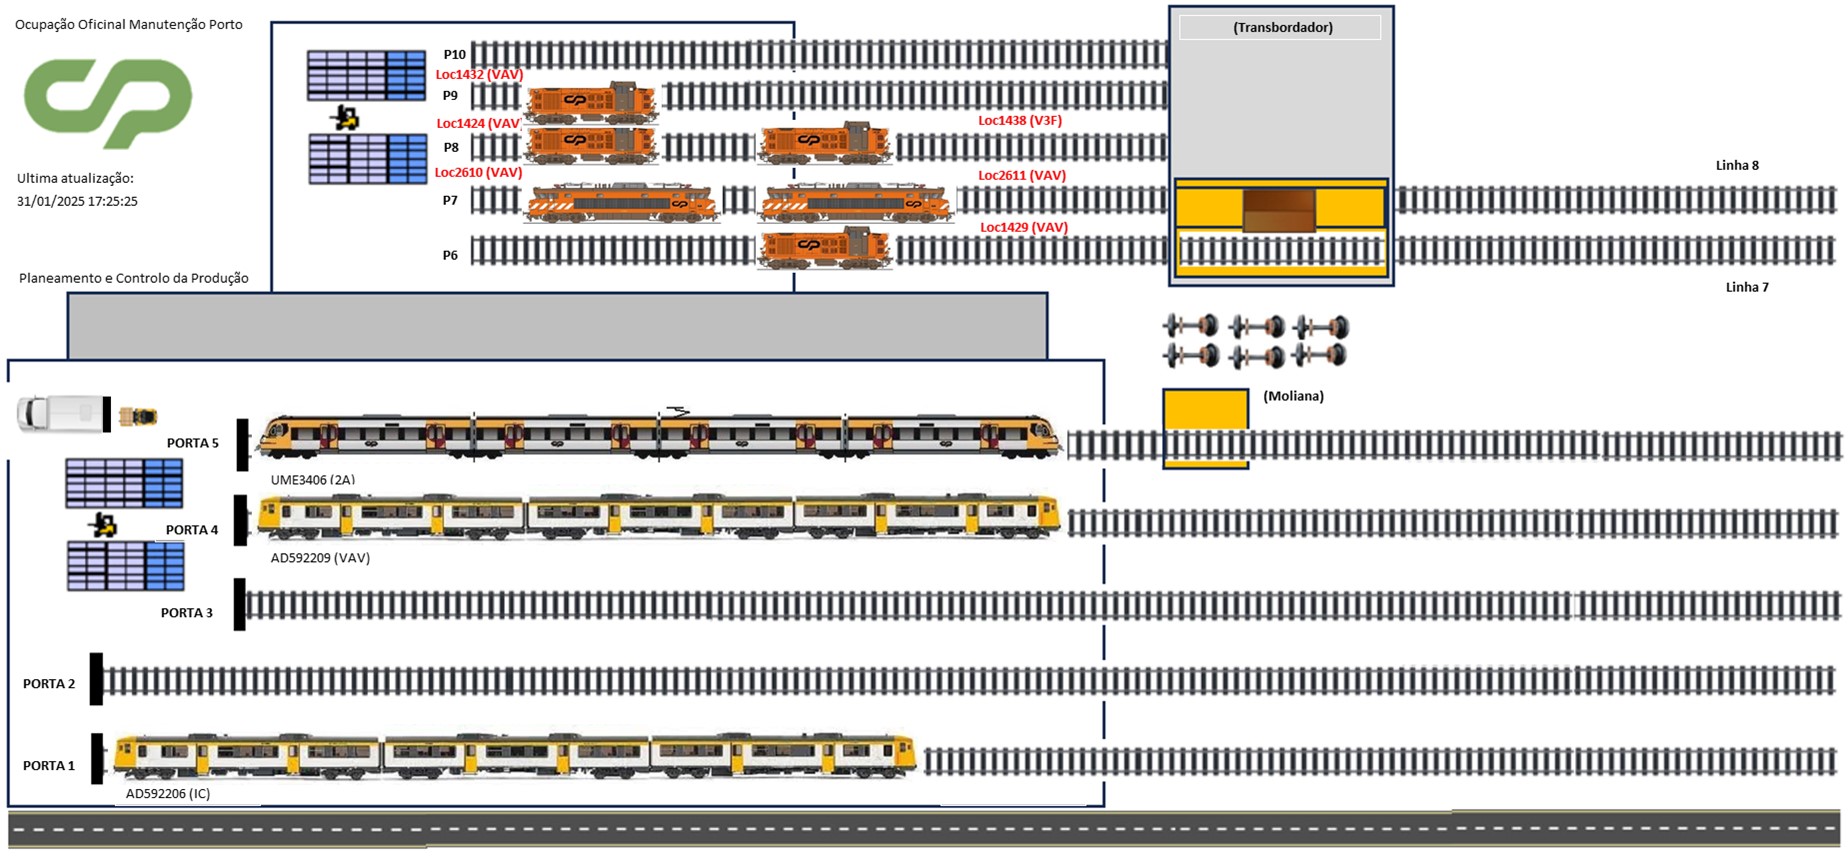 Ocupação Oficinal Manutenção Porto
CP
Ultima atualização:
31/01/2025 17:25:25
Planeamento e Controlo da Produção
P10
Loc1432 (VAV)
P9
Loc1424 (VAV)
Loc1438 (V3F)
P8
Loc2610 (VAV)
Loc2611 (VAV)
P7
Loc1429 (VAV)
P6
(Transbordador)
Linha 8
Linha 7
(Moliana)
PORTA 5
UME3406 (2A)
PORTA 4
AD592209 (VAV)
PORTA 3
PORTA 2
PORTA 1
AD592206 (IC)